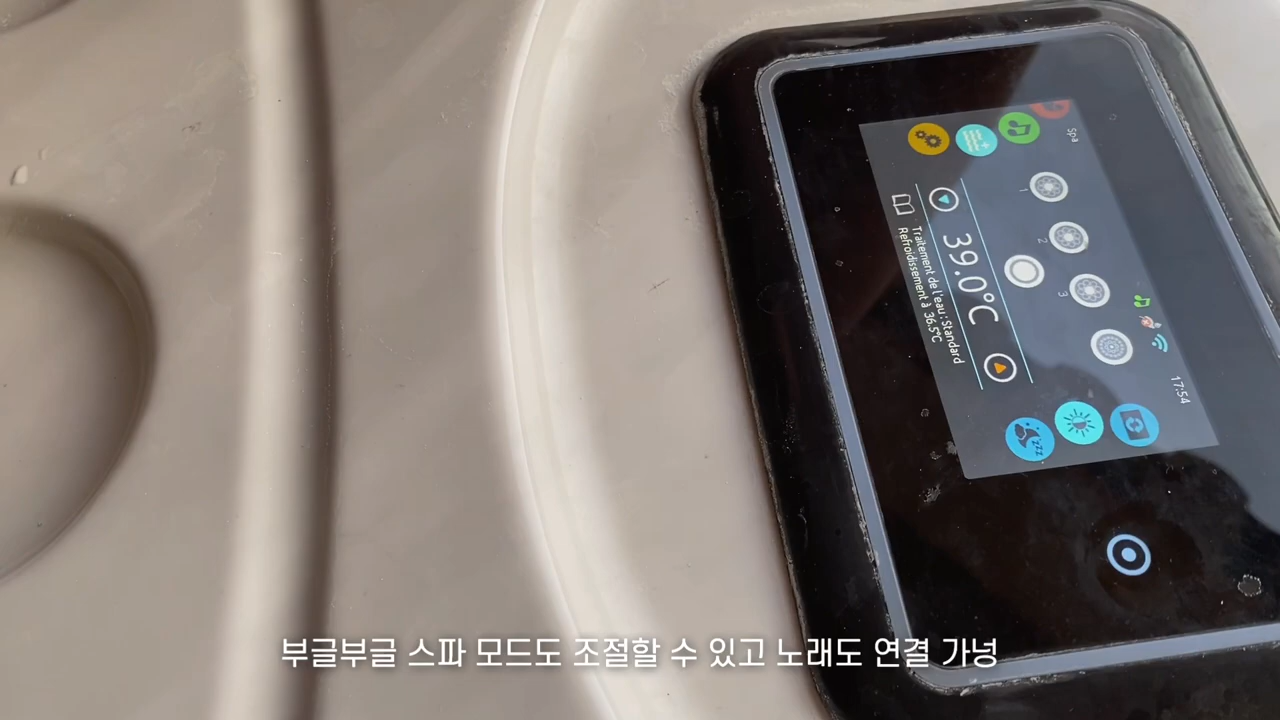 Spa
17:54
1
2
3
39.0°C
Traitement de l'eau : Standard
Refroidissement à 36.5°C
zzz
부글부글 스파 모드도 조절할 수 있고 노래도 연결 가넝